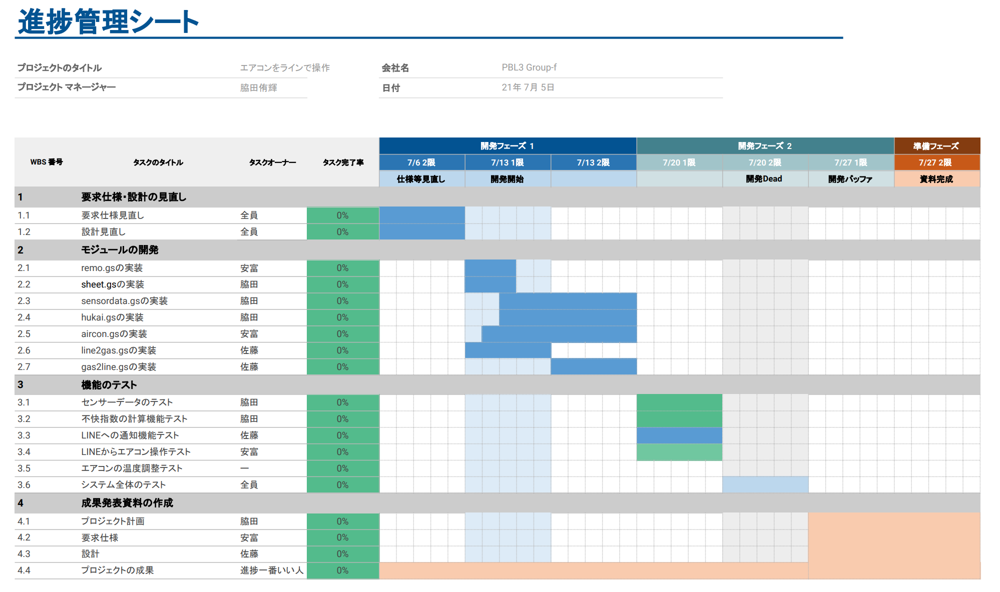 進捗管理シート
プロジェクトのタイトル エアコンをラインで操作 会社名 PBL3 Group-f
プロジェクト マネージャー 脇田侑輝 日付 21年 7月 5日
開発フェーズ 1 開発フェーズ 2 準備フェーズ
WBS 番号 タスクのタイトル タスクオーナー タスク完了率 7/6 2限 7/13 1限 7/13 2限 7/20 1限 7/20 2限 7/27 1限 7/27 2限
仕様等見直し 開発開始 開発Dead 開発バッファ 資料完成
1 要求仕様・設計の見直し
1.1 要求仕様見直し 全員 0%
1.2 設計見直し 全員 0%
2 モジュールの開発
2.1 remo.gsの実装 安富 0%
2.2 sheet.gsの実装 脇田 0%
2.3 sensordata.gsの実装 脇田 0%
2.4 hukai.gsの実装 脇田 0%
2.5 aircon.gsの実装 安富 0%
2.6 line2gas.gsの実装 佐藤 0%
2.7 gas2line.gsの実装 佐藤 0%
3 機能のテスト
3.1 センサーデータのテスト 脇田 0%
3.2 不快指数の計算機能テスト 脇田 0%
3.3 LINEへの通知機能テスト 佐藤 0%
3.4 LINEからエアコン操作テスト 安富 0%
3.5 エアコンの温度調整テスト ー 0%
3.6 システム全体のテスト 全員 0%
4 成果発表資料の作成
4.1 プロジェクト計画 脇田 0%
4.2 要求仕様 安富 0%
4.3 設計 佐藤 0%
4.4 プロジェクトの成果 進捗一番いい人 0%